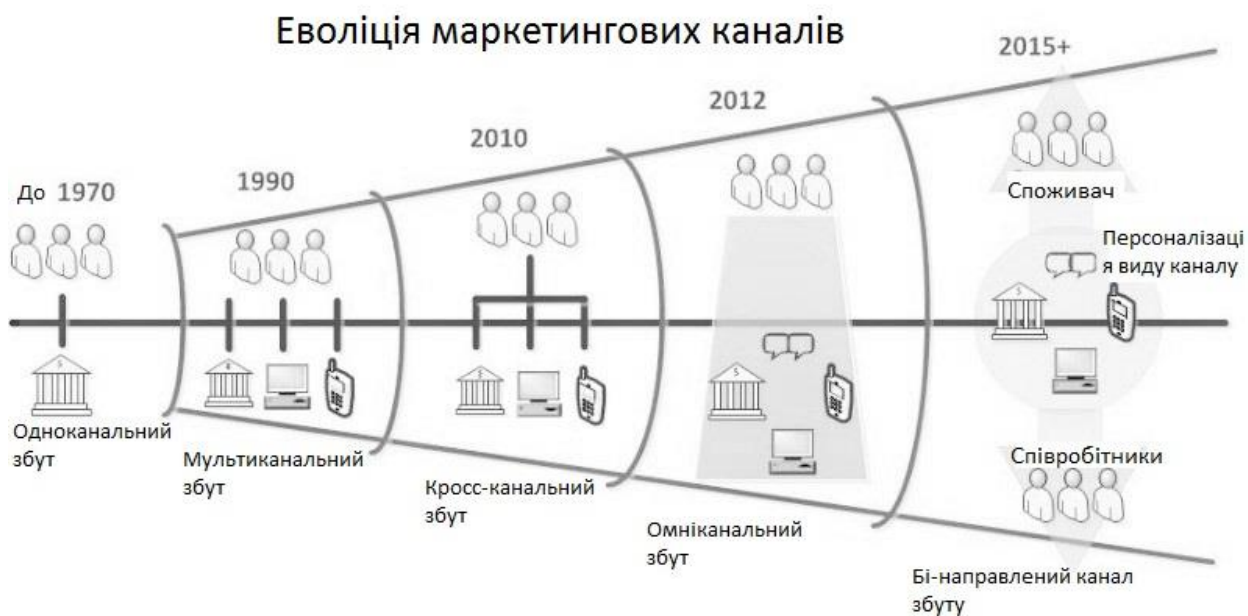 Еволіція маркетингових каналів
До 1970
1990
2010
2012
2015+
Споживач
Персоналізаці
я виду каналу
Співробітники
Одноканальний
збут
Мультиканальний
збут
Кросс-канальний
збут
Омніканальний
збут
Бі-направлений канал
збуту